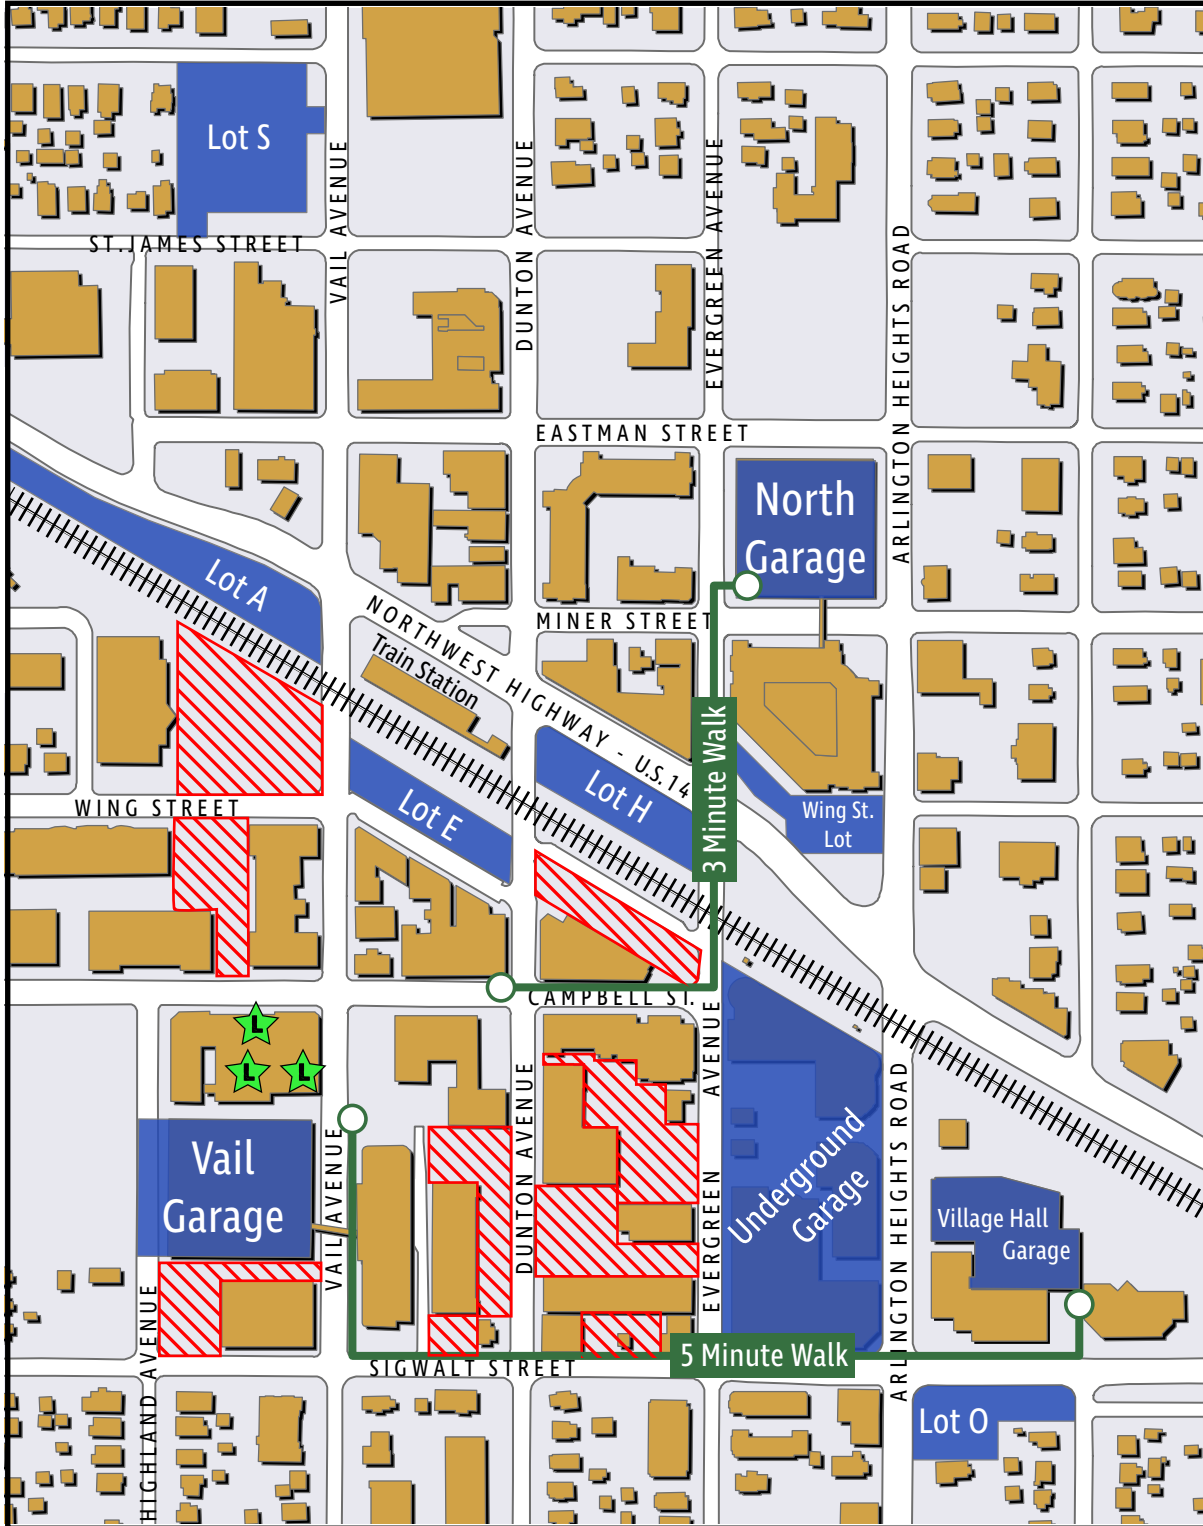 Lot S
ST.JAMES STREET
VAIL AVENUE
DUNTON AVENUE
EVERGREEN AVENUE
ARLINGTON HEIGHTS ROAD
EASTMAN STREET
North
Garage
Lot A
NORTHWEST HIGHWAY - U.S.14
MINER STREET
Train Station
3 Minute Walk
Lot H
Lot E
WING STREET
Wing St.
Lot
CAMPBELL ST.
L
L
L
Vail
Garage
VAIL AVENUE
DUNTON AVENUE
EVERGREEN AVENUE
Underground
Garage
ARLINGTON HEIGHTS ROAD
Village Hall
Garage
HIGHLAND AVENUE
5 Minute Walk
SIGWALT STREET
Lot O